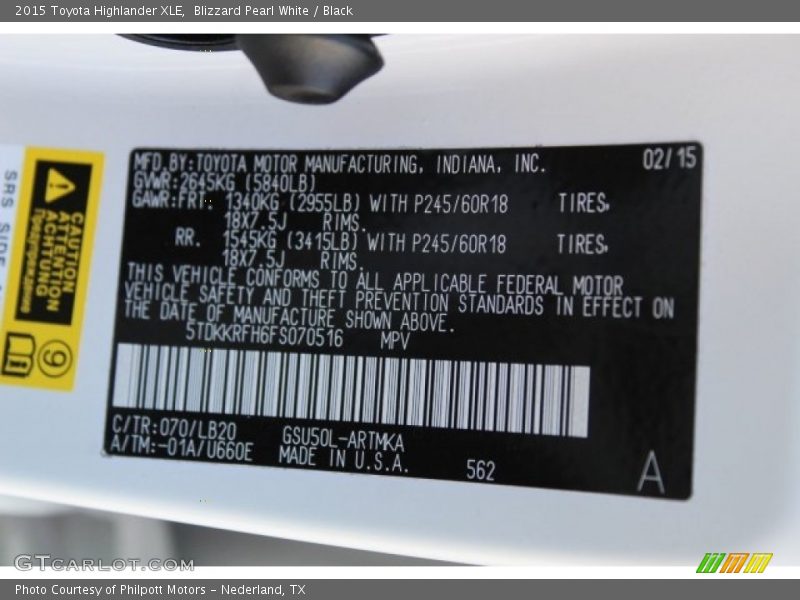 2015 Toyota Highlander XLE,  Blizzard Pearl White / Black
MFD.BY:TOYOTA MOTOR MANUFACTURING, INDIANA, INC. 02/15
GVWR:2645KG (5840LB)
GAWR:FRT: 1340KG (2955LB) WITH P245/60R18 TIRES,
18X7.5J RIMS.
RR. 1545KG (3415LB) WITH P245/60R18 TIRES,
18X7.5J RIMS.
THIS VEHICLE CONFORMS TO ALL APPLICABLE FEDERAL MOTOR
VEHICLE SAFETY AND THEFT PREVENTION STANDARDS IN EFFECT ON
THE DATE OF MANUFACTURE SHOWN ABOVE.
5TDKKRFH6FS070516 MPV
C/TR:070/LB20 GSU50L-ARTMKA
A/TM:-01A/U660E MADE IN U.S.A. 562
A
SRS SIDE
CAUTION
ATTENTION
ACHTUNG
6
GTCARLOT.COM
Photo Courtesy of Philpott Motors - Nederland, TX